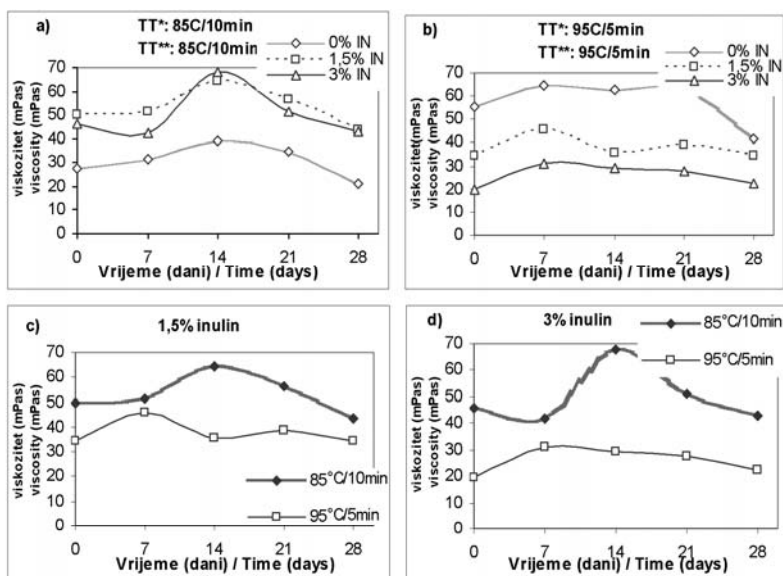 a)
TT*: 85C/10min
TT**: 85C/10min
0% IN
1,5% IN
3% IN
viskozitet (mPas)
viscosity (mPas)
70
60
50
40
30
20
10
0
0 7 14 21 28
Vrijeme (dani) / Time (days)
b)
TT*: 95C/5min
TT**: 95C/5min
0% IN
1,5% IN
3% IN
viskozitet(mPas)
viscosity (mPas)
70
60
50
40
30
20
10
0
0 7 14 21 28
Vrijeme (dani) / Time (days)
c)
1,5% inulin
viskozitet (mPas)
viscosity (mPas)
70
60
50
40
30
20
10
0
85°C/10min
95°C/5min
0 7 14 21 28
Vrijeme (dani) / Time (days)
d)
3% inulin
85°C/10min
95°C/5min
viskozitet (mPas)
viscosity (mPas)
70
60
50
40
30
20
10
0
0 7 14 21 28
Vrijeme (dani) / Time (days)